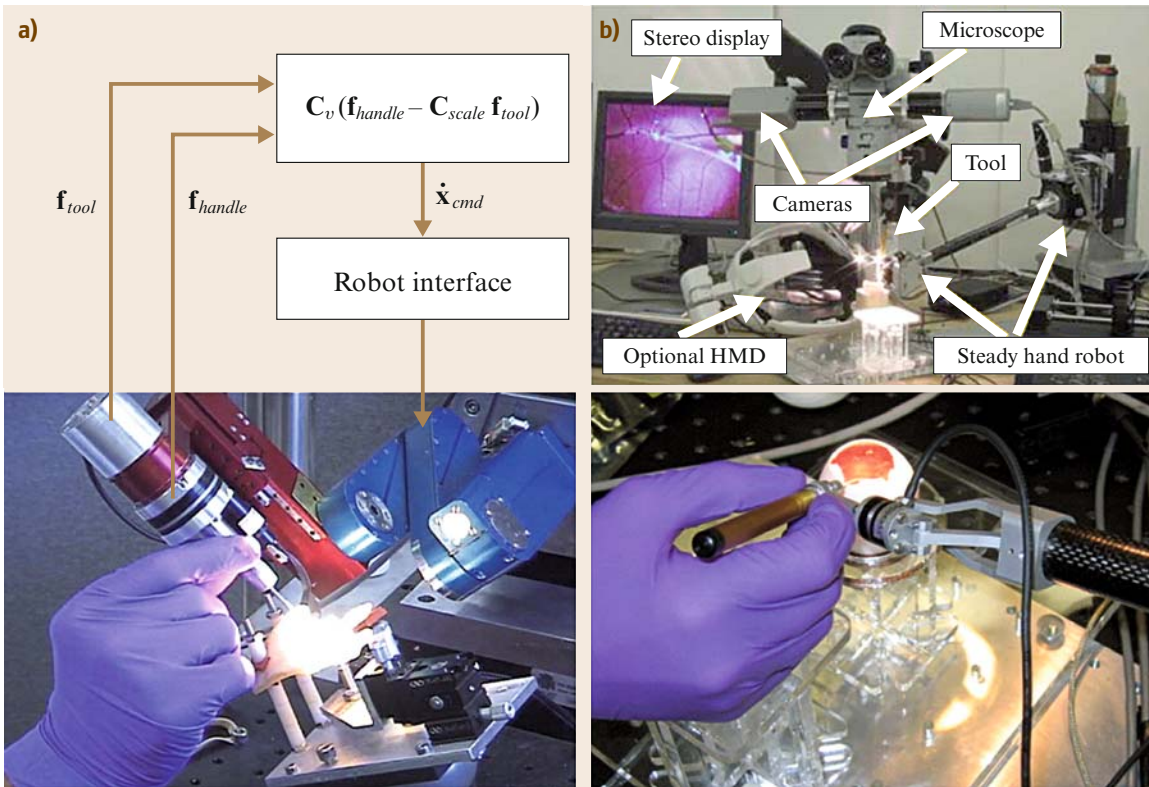 a)
C_v (f_handle – C_scale f_tool)
f_tool
f_handle
ẋ_cmd
Robot interface
b)
Stereo display
Microscope
Tool
Cameras
Optional HMD
Steady hand robot